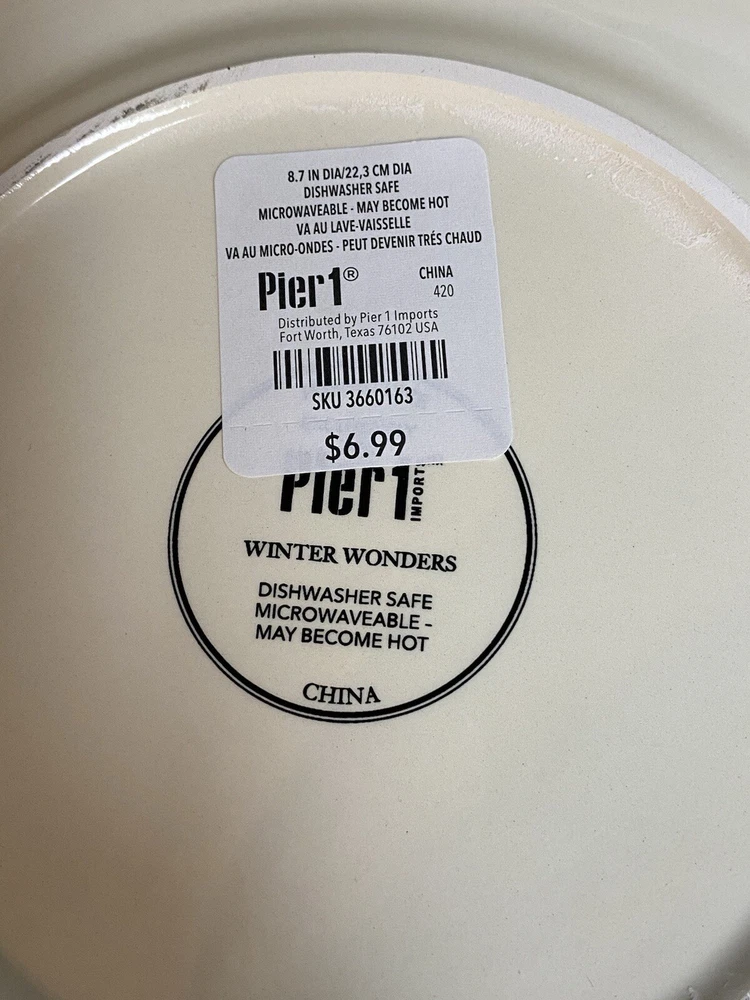 8.7 IN DIA/22,3 CM DIA
DISHWASHER SAFE
MICROWAVEABLE - MAY BECOME HOT
VA AU LAVE-VAISSELLE
VA AU MICRO-ONDES - PEUT DEVENIR TRÉS CHAUD
Pier1® CHINA
420
Distributed by Pier 1 Imports
Fort Worth, Texas 76102 USA
SKU 3660163
$6.99
Pier1 IMPORTS
WINTER WONDERS
DISHWASHER SAFE
MICROWAVEABLE -
MAY BECOME HOT
CHINA